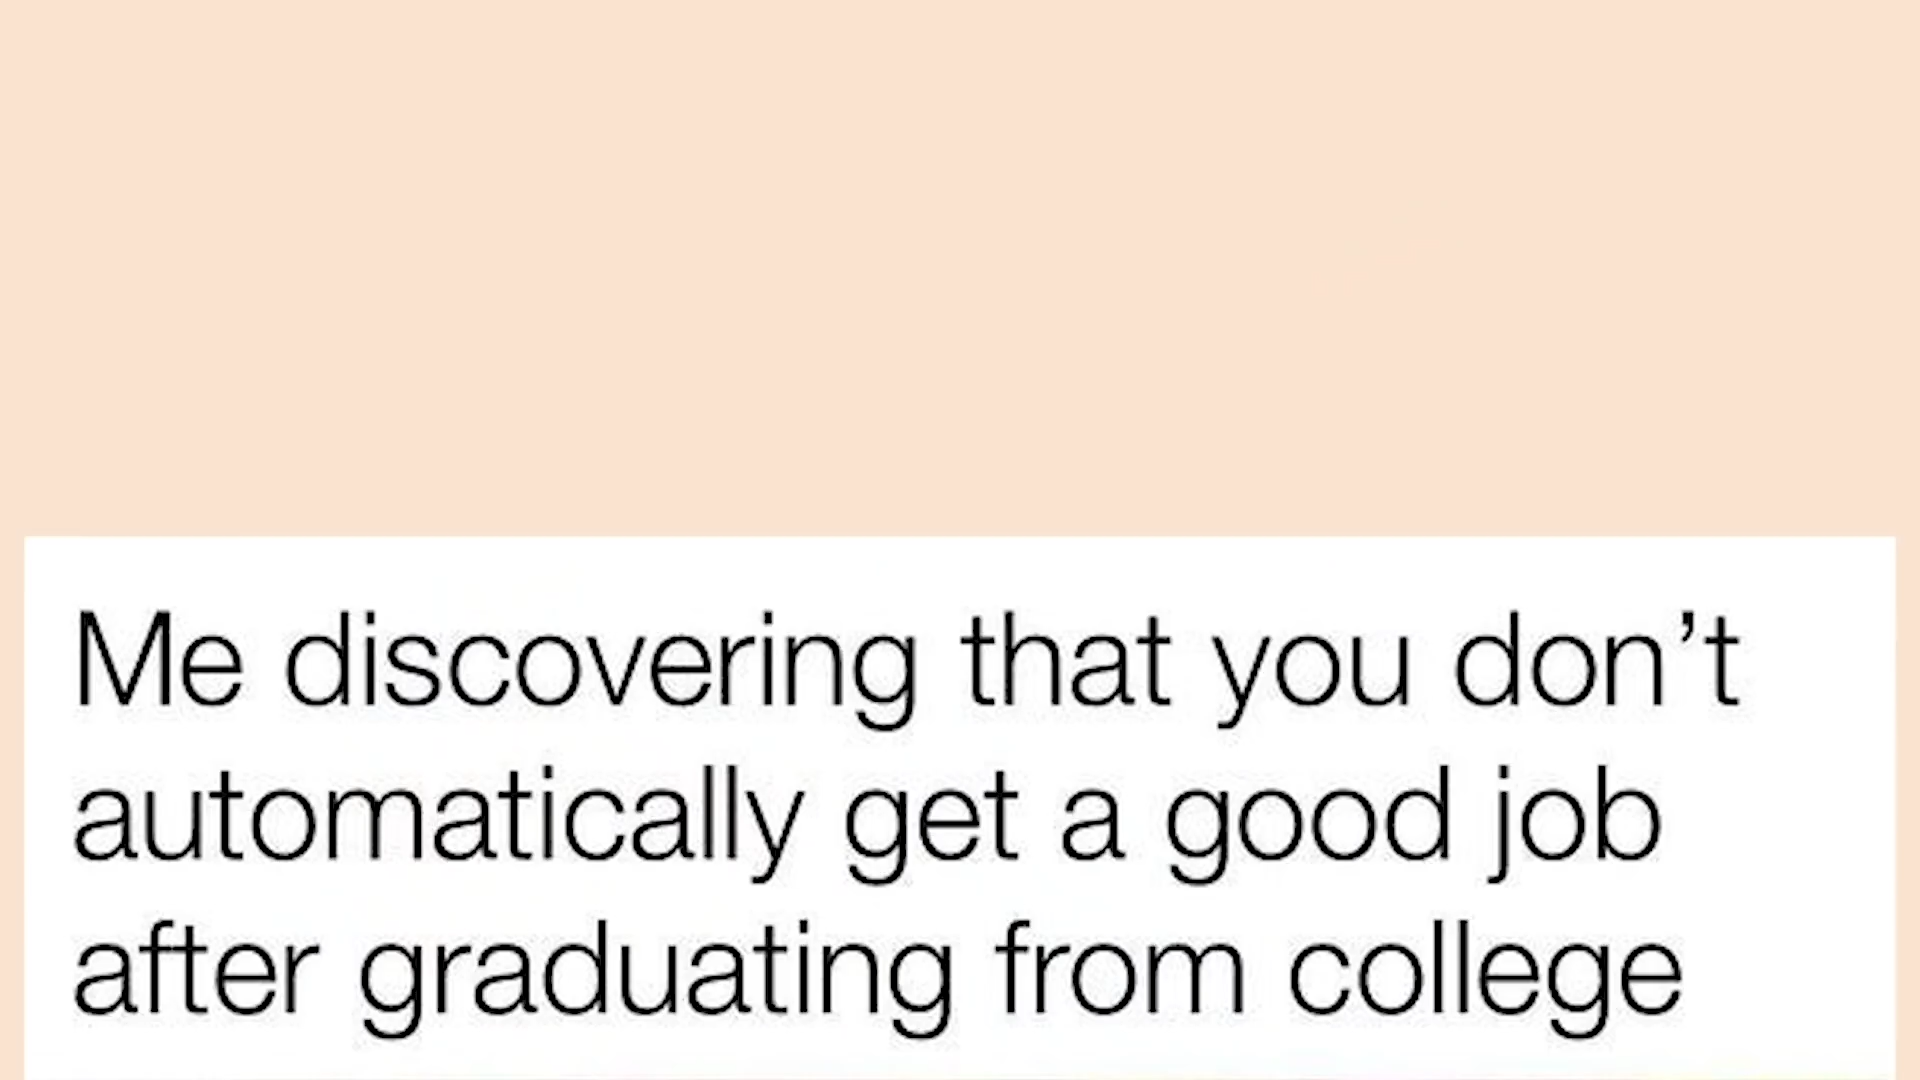 Me discovering that you don’t
automatically get a good job
after graduating from college